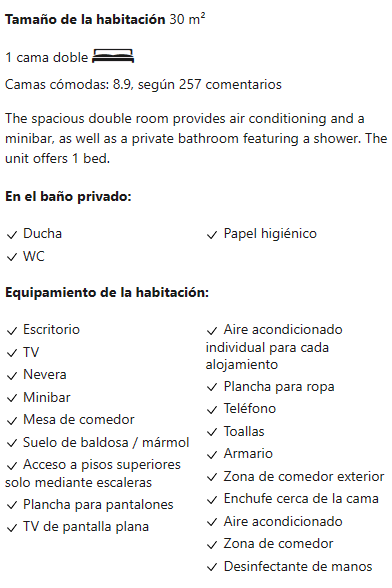 Tamaño de la habitación 30 m²
1 cama doble
Camas cómodas: 8.9, según 257 comentarios
The spacious double room provides air conditioning and a
minibar, as well as a private bathroom featuring a shower. The
unit offers 1 bed.
En el baño privado:
✓ Ducha
✓ WC
✓ Papel higiénico
Equipamiento de la habitación:
✓ Escritorio
✓ TV
✓ Nevera
✓ Minibar
✓ Mesa de comedor
✓ Suelo de baldosa / mármol
✓ Acceso a pisos superiores
solo mediante escaleras
✓ Plancha para pantalones
✓ TV de pantalla plana
✓ Aire acondicionado
individual para cada
alojamiento
✓ Plancha para ropa
✓ Teléfono
✓ Toallas
✓ Armario
✓ Zona de comedor exterior
✓ Enchufe cerca de la cama
✓ Aire acondicionado
✓ Zona de comedor
✓ Desinfectante de manos